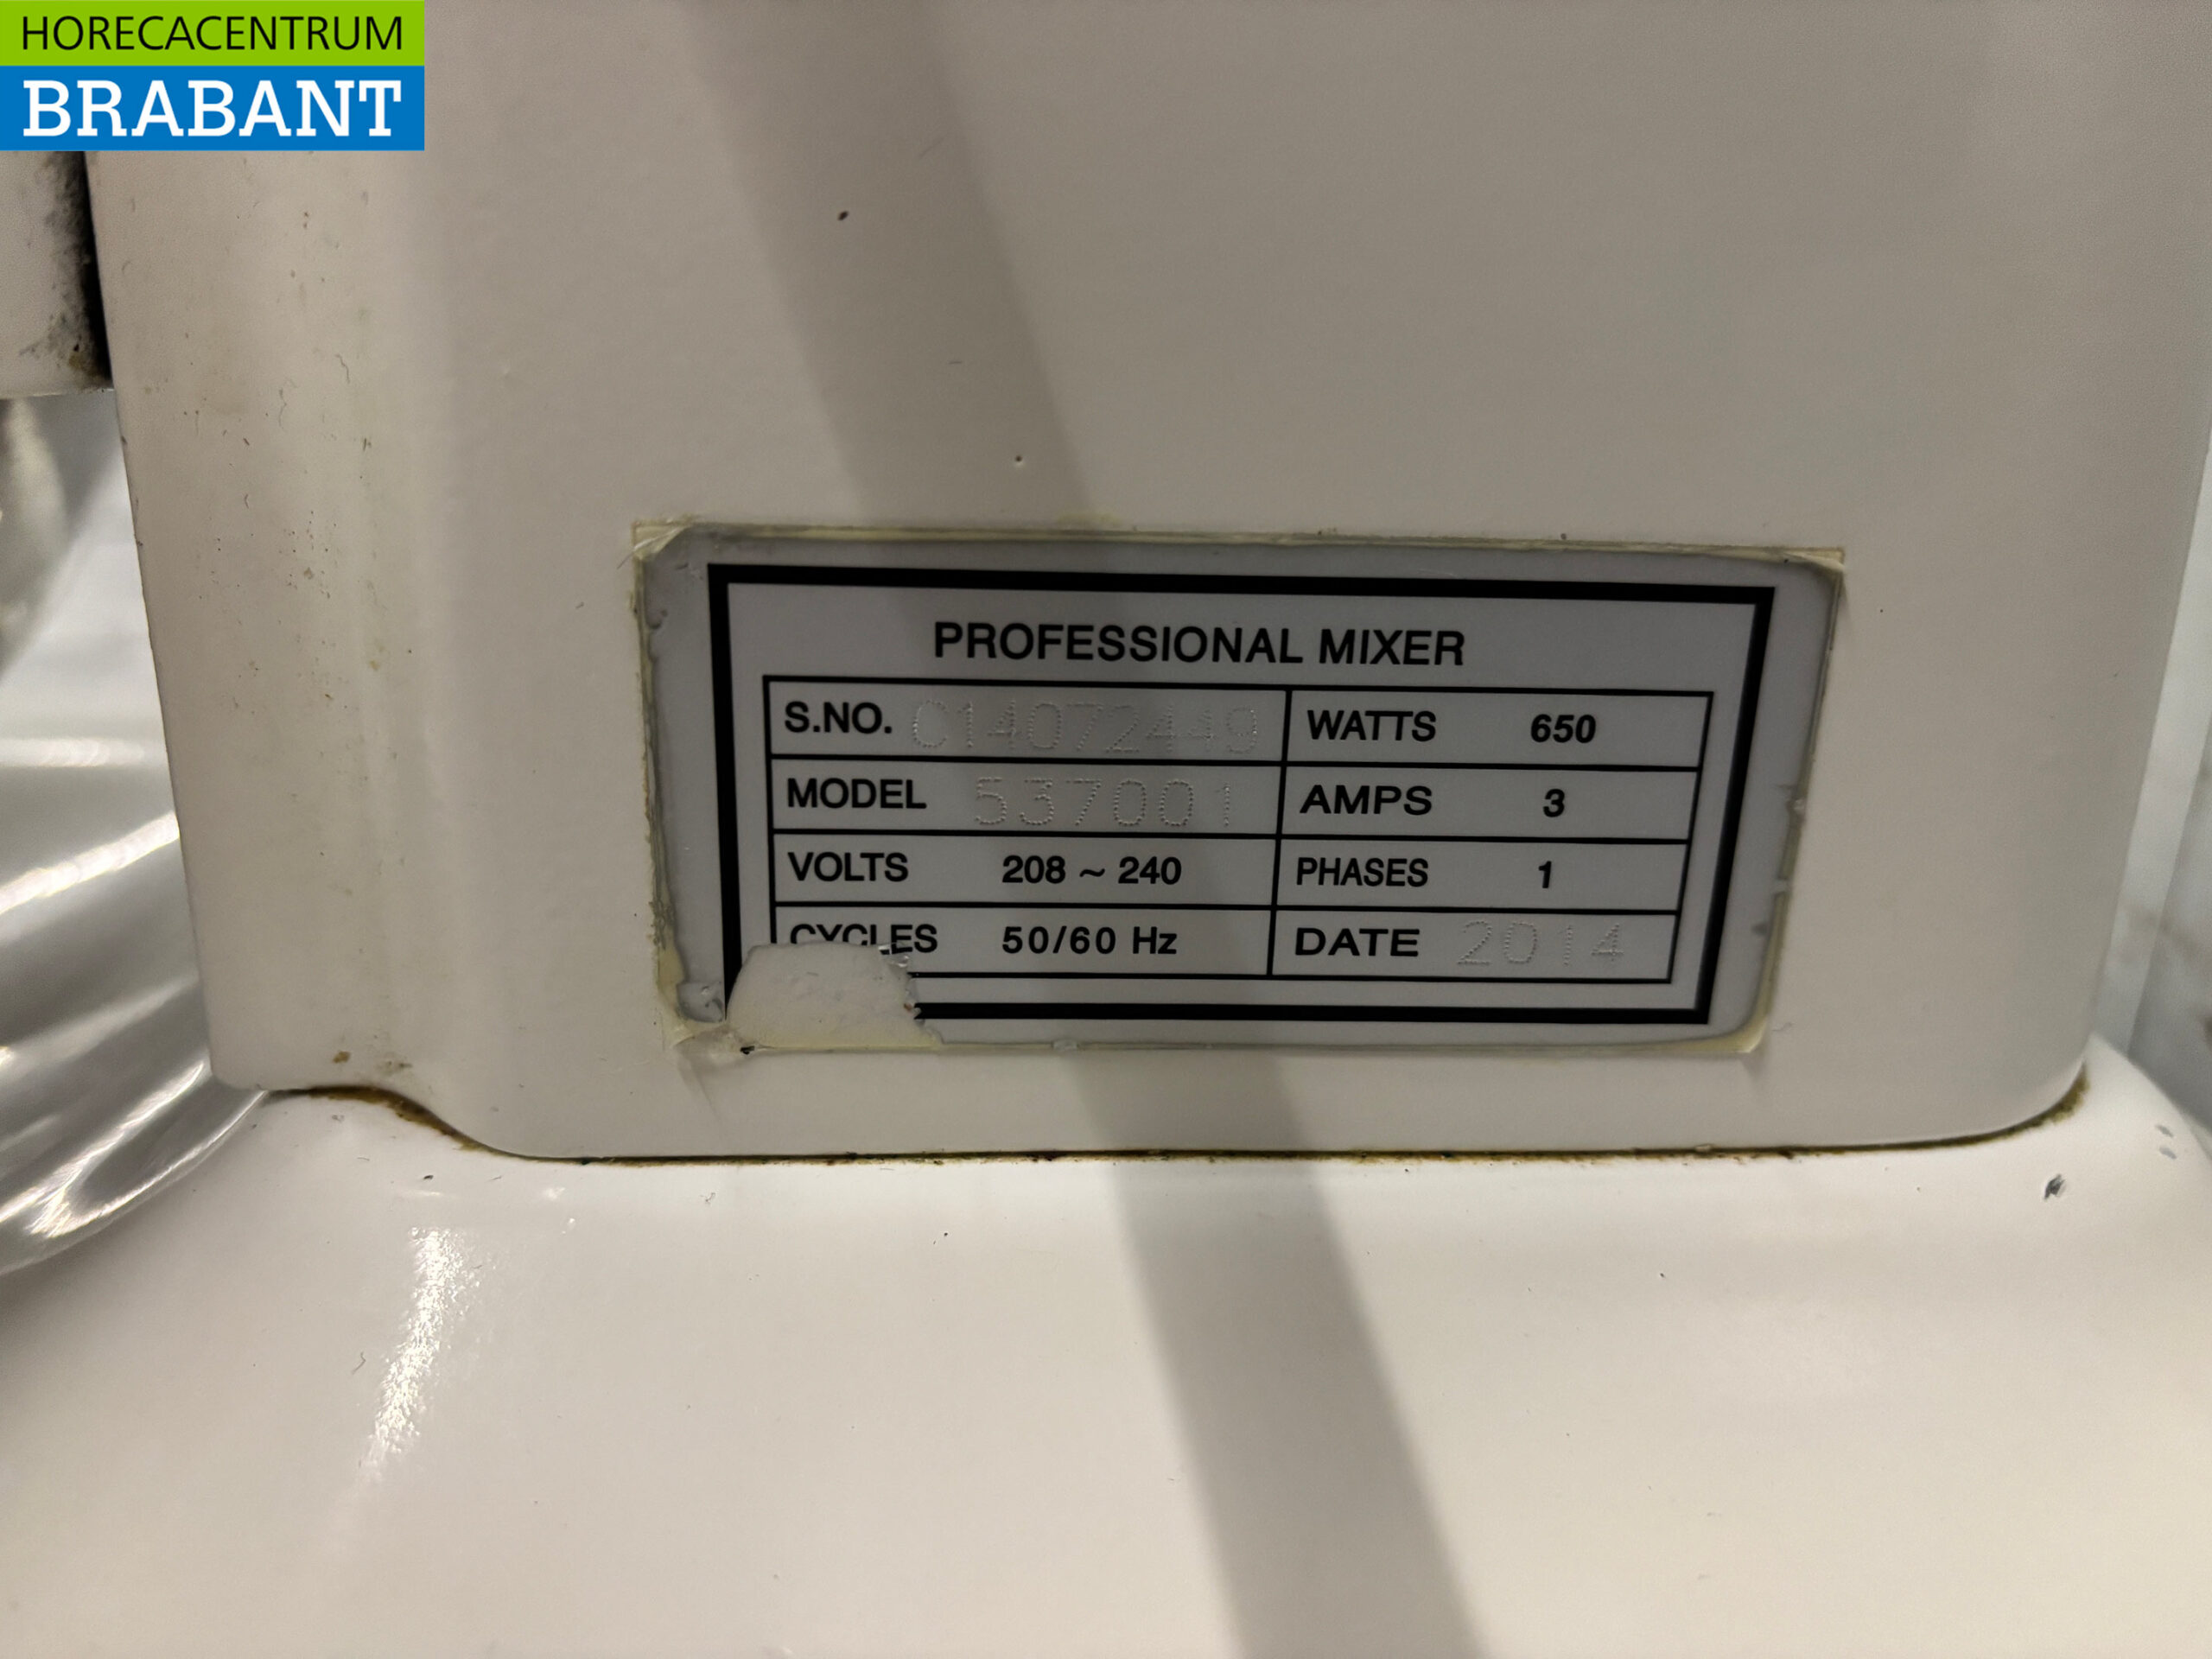 HORECACENTRUM
BRABANT
PROFESSIONAL MIXER
S.NO. C14072449 WATTS 650
MODEL 537001 AMPS 3
VOLTS 208 ~ 240 PHASES 1
CYCLES 50/60 Hz DATE 2014